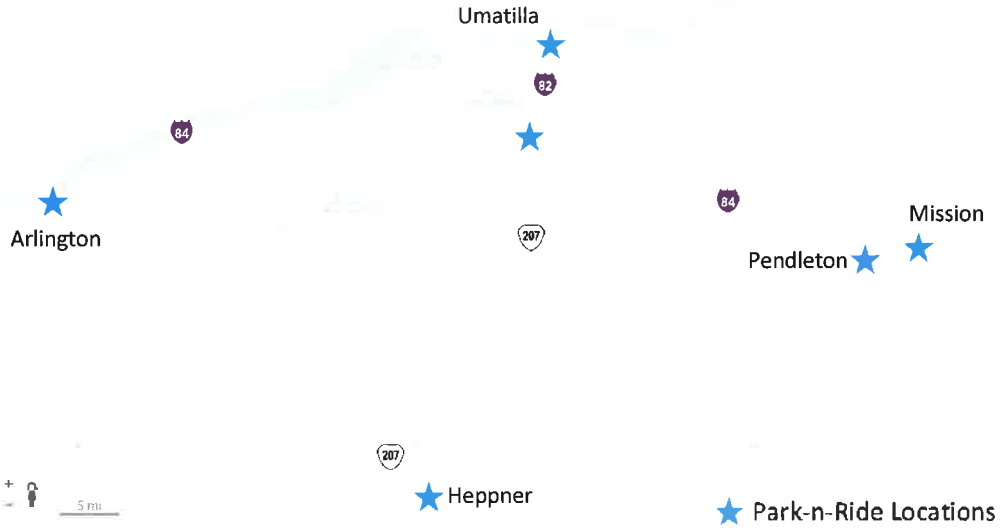 Umatilla
82
84
84
Mission
Arlington
207
Pendleton
207
+
-
5 mi
Heppner
Park-n-Ride Locations